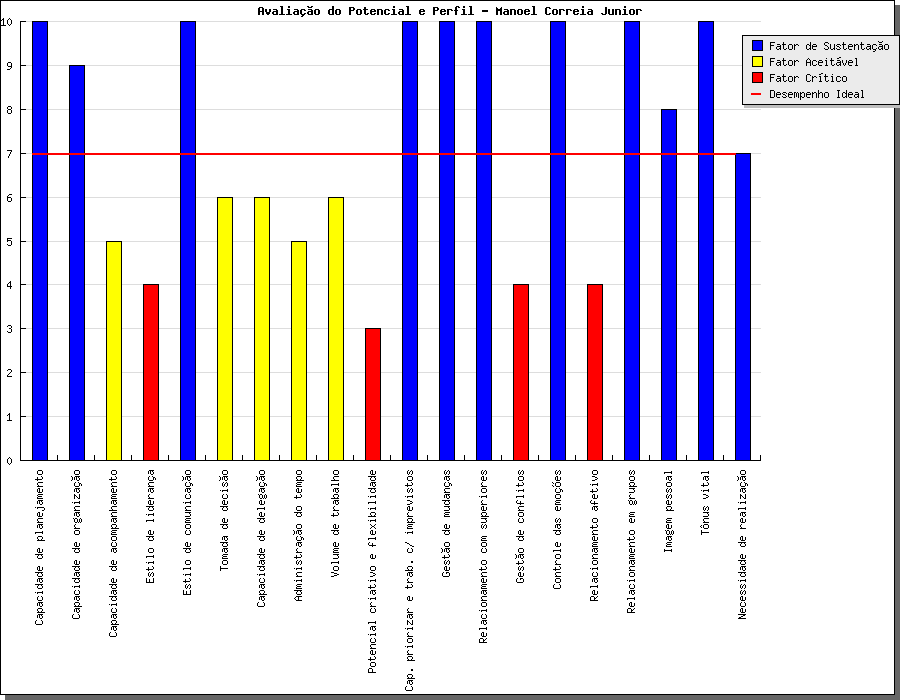 Avaliação do Potencial e Perfil - Manoel Correia Junior
Fator de Sustentação
Fator Aceitável
Fator Crítico
Desempenho Ideal
10
9
8
7
6
5
4
3
2
1
0
Capacidade de planejamento
Capacidade de organização
Capacidade de acompanhamento
Estilo de liderança
Estilo de comunicação
Tomada de decisão
Capacidade de delegação
Administração do tempo
Volume de trabalho
Potencial criativo e flexibilidade
Cap. priorizar e trab. c/ imprevistos
Gestão de mudanças
Relacionamento com superiores
Gestão de conflitos
Controle das emoções
Relacionamento afetivo
Relacionamento em grupos
Imagem pessoal
Tônus vital
Necessidade de realização